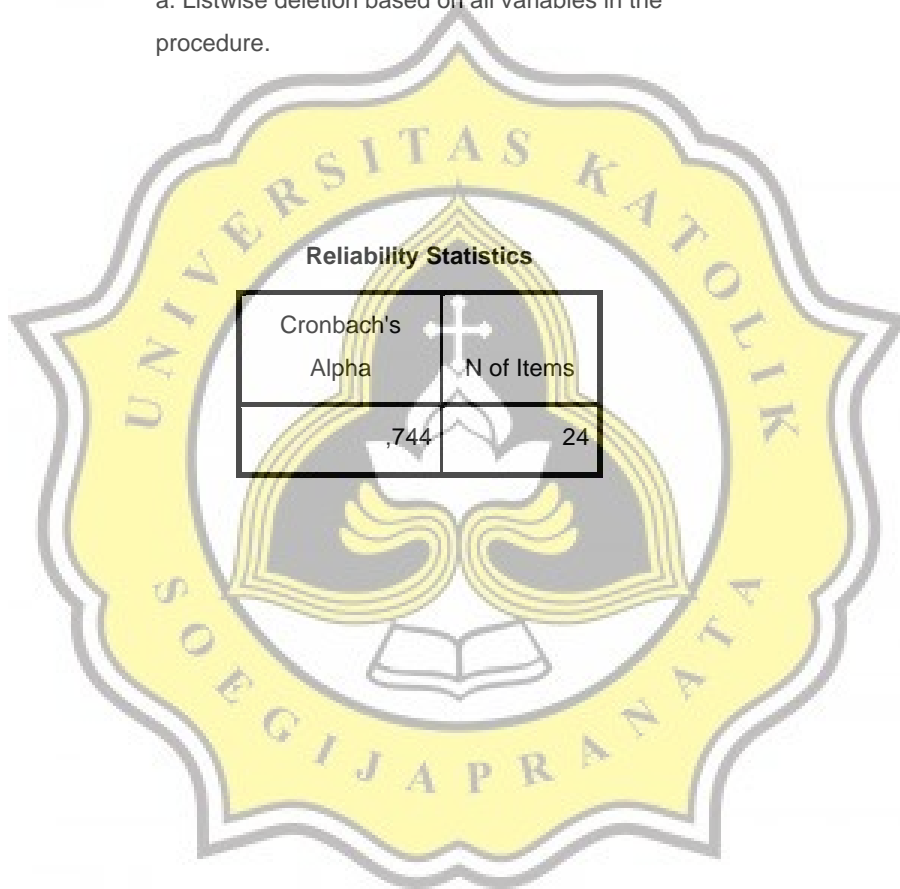 a. Listwise deletion based on all variables in the
procedure.
UNIVERSITAS KATOLIK
Reliability Statistics
Cronbach's
Alpha
N of Items
,744
24
SOEGIJAPRANATA